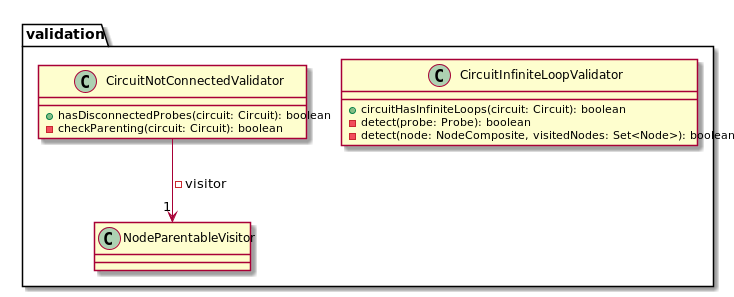 validation
C CircuitNotConnectedValidator
hasDisconnectedProbes(circuit: Circuit): boolean
checkParenting(circuit: Circuit): boolean
C CircuitInfiniteLoopValidator
circuitHasInfiniteLoops(circuit: Circuit): boolean
detect(probe: Probe): boolean
detect(node: NodeComposite, visitedNodes: Set<Node>): boolean
visitor
1
C NodeParentableVisitor